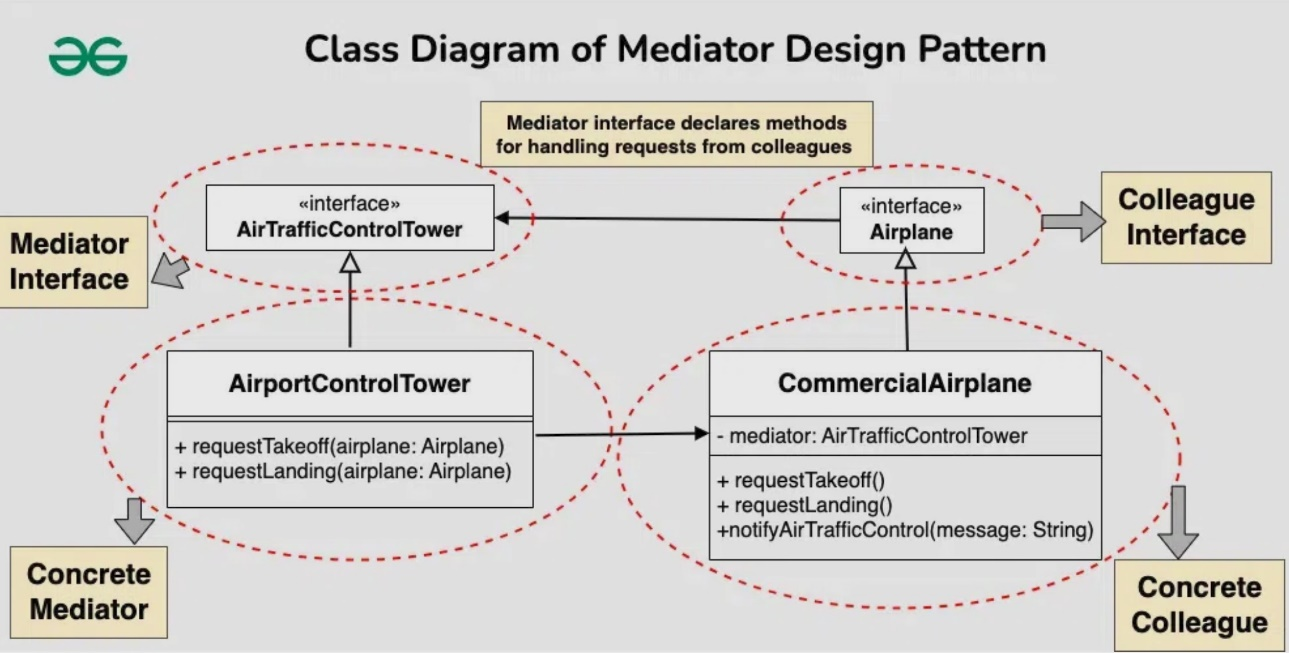 Class Diagram of Mediator Design Pattern
Mediator interface declares methods
for handling requests from colleagues
«interface»
AirTrafficControlTower
«interface»
Airplane
Colleague
Interface
Mediator
Interface
AirportControlTower
+ requestTakeoff(airplane: Airplane)
+ requestLanding(airplane: Airplane)
CommercialAirplane
- mediator: AirTrafficControlTower
+ requestTakeoff()
+ requestLanding()
+notifyAirTrafficControl(message: String)
Concrete
Mediator
Concrete
Colleague